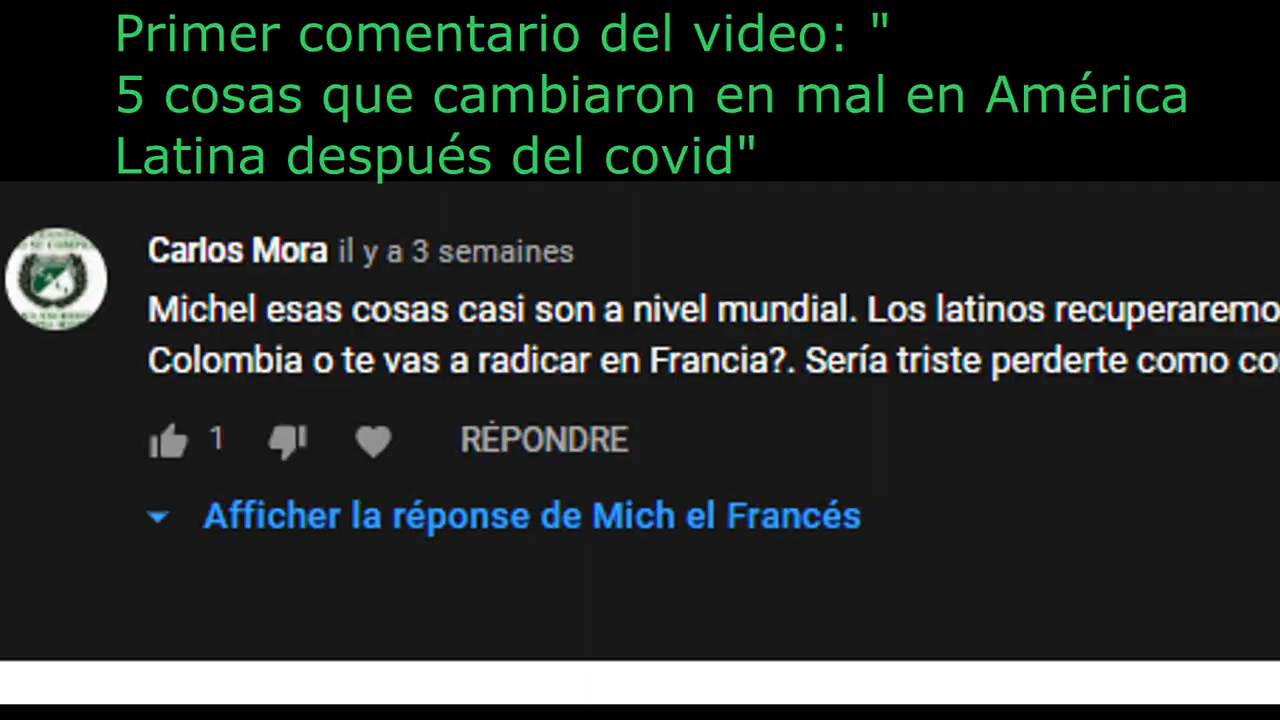 Primer comentario del video: "
5 cosas que cambiaron en mal en América
Latina después del covid"
Carlos Mora il y a 3 semaines
Michel esas cosas casi son a nivel mundial. Los latinos recuperaremo
Colombia o te vas a radicar en Francia?. Sería triste perderte como co
1
RÉPONDRE
Afficher la réponse de Mich el Francés